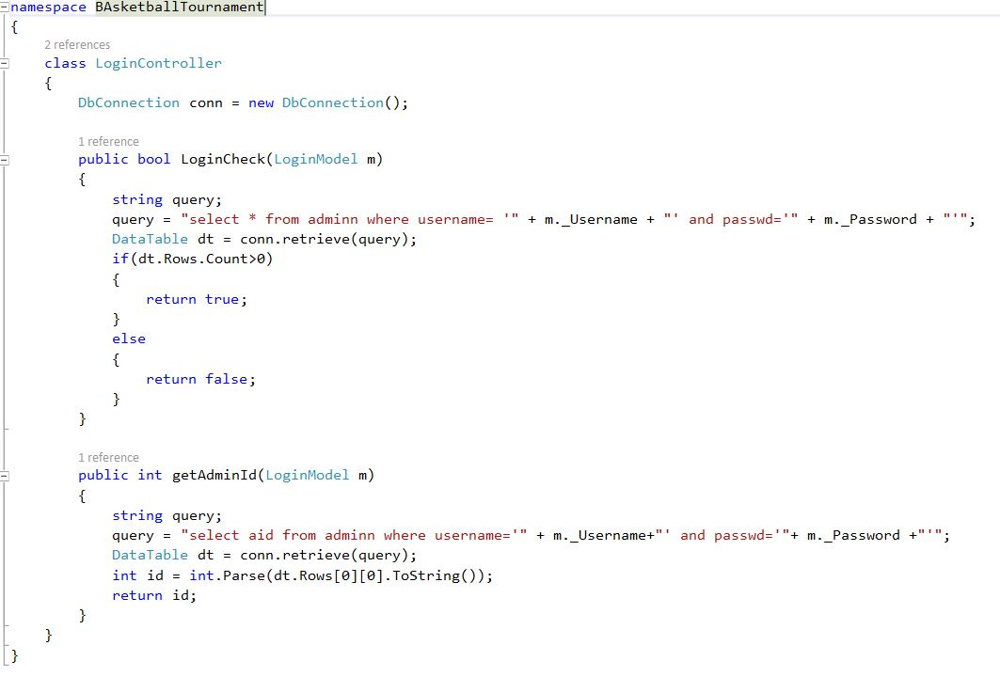 namespace BAsketballTournament
{
2 references
class LoginController
{
DbConnection conn = new DbConnection();
1 reference
public bool LoginCheck(LoginModel m)
{
string query;
query = "select * from adminn where username= '" + m._Username + "' and passwd='" + m._Password + "'";
DataTable dt = conn.retrieve(query);
if(dt.Rows.Count>0)
{
return true;
}
else
{
return false;
}
}
1 reference
public int getAdminId(LoginModel m)
{
string query;
query = "select aid from adminn where username='" + m._Username+"' and passwd='"+ m._Password +"'";
DataTable dt = conn.retrieve(query);
int id = int.Parse(dt.Rows[0][0].ToString());
return id;
}
}
}